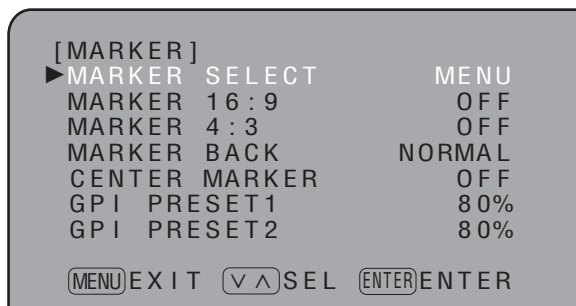 [MARKER]
▶MARKER SELECT MENU
MARKER 16:9 OFF
MARKER 4:3 OFF
MARKER BACK NORMAL
CENTER MARKER OFF
GPI PRESET1 80%
GPI PRESET2 80%
MENU EXIT ∨∧ SEL ENTER ENTER